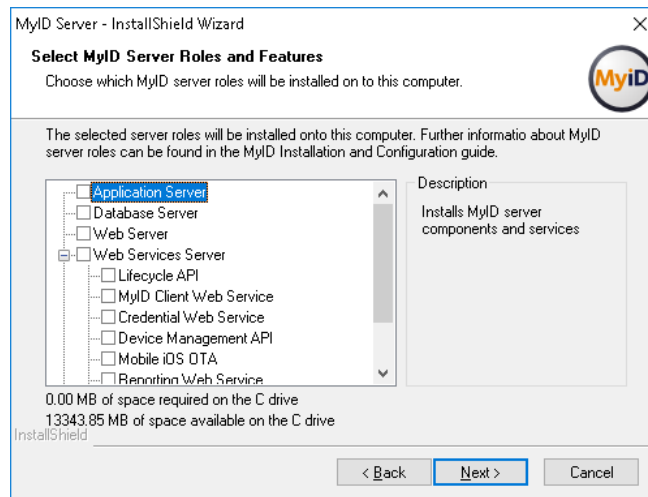 MyID Server - InstallShield Wizard
Select MyID Server Roles and Features
Choose which MyID server roles will be installed on to this computer.
MyiD
The selected server roles will be installed onto this computer. Further informatio about MyID
server roles can be found in the MyID Installation and Configuration guide.
Application Server
Database Server
Web Server
Web Services Server
Lifecycle API
MyID Client Web Service
Credential Web Service
Device Management API
Mobile iOS OTA
Reporting Web Service
Description
Installs MyID server
components and services
0.00 MB of space required on the C drive
13343.85 MB of space available on the C drive
InstallShield
< Back
Next >
Cancel